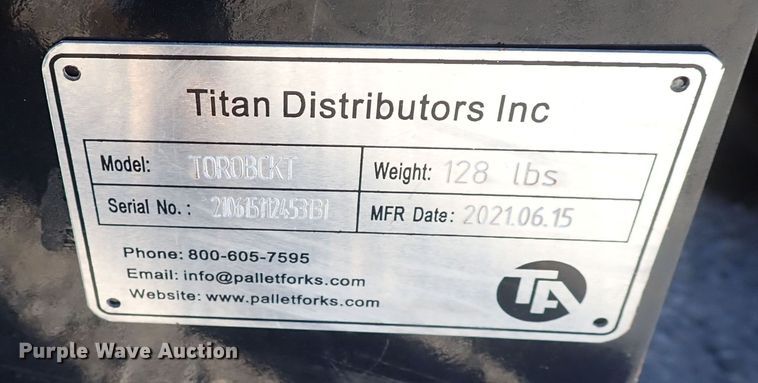 Titan Distributors Inc
Model: TOROBCKT Weight: 128 lbs
Serial No.: MFR Date: 2021.06.15
Phone: 800-605-7595
Email: info@palletforks.com
Website: www.palletforks.com
TA
Purple Wave Auction